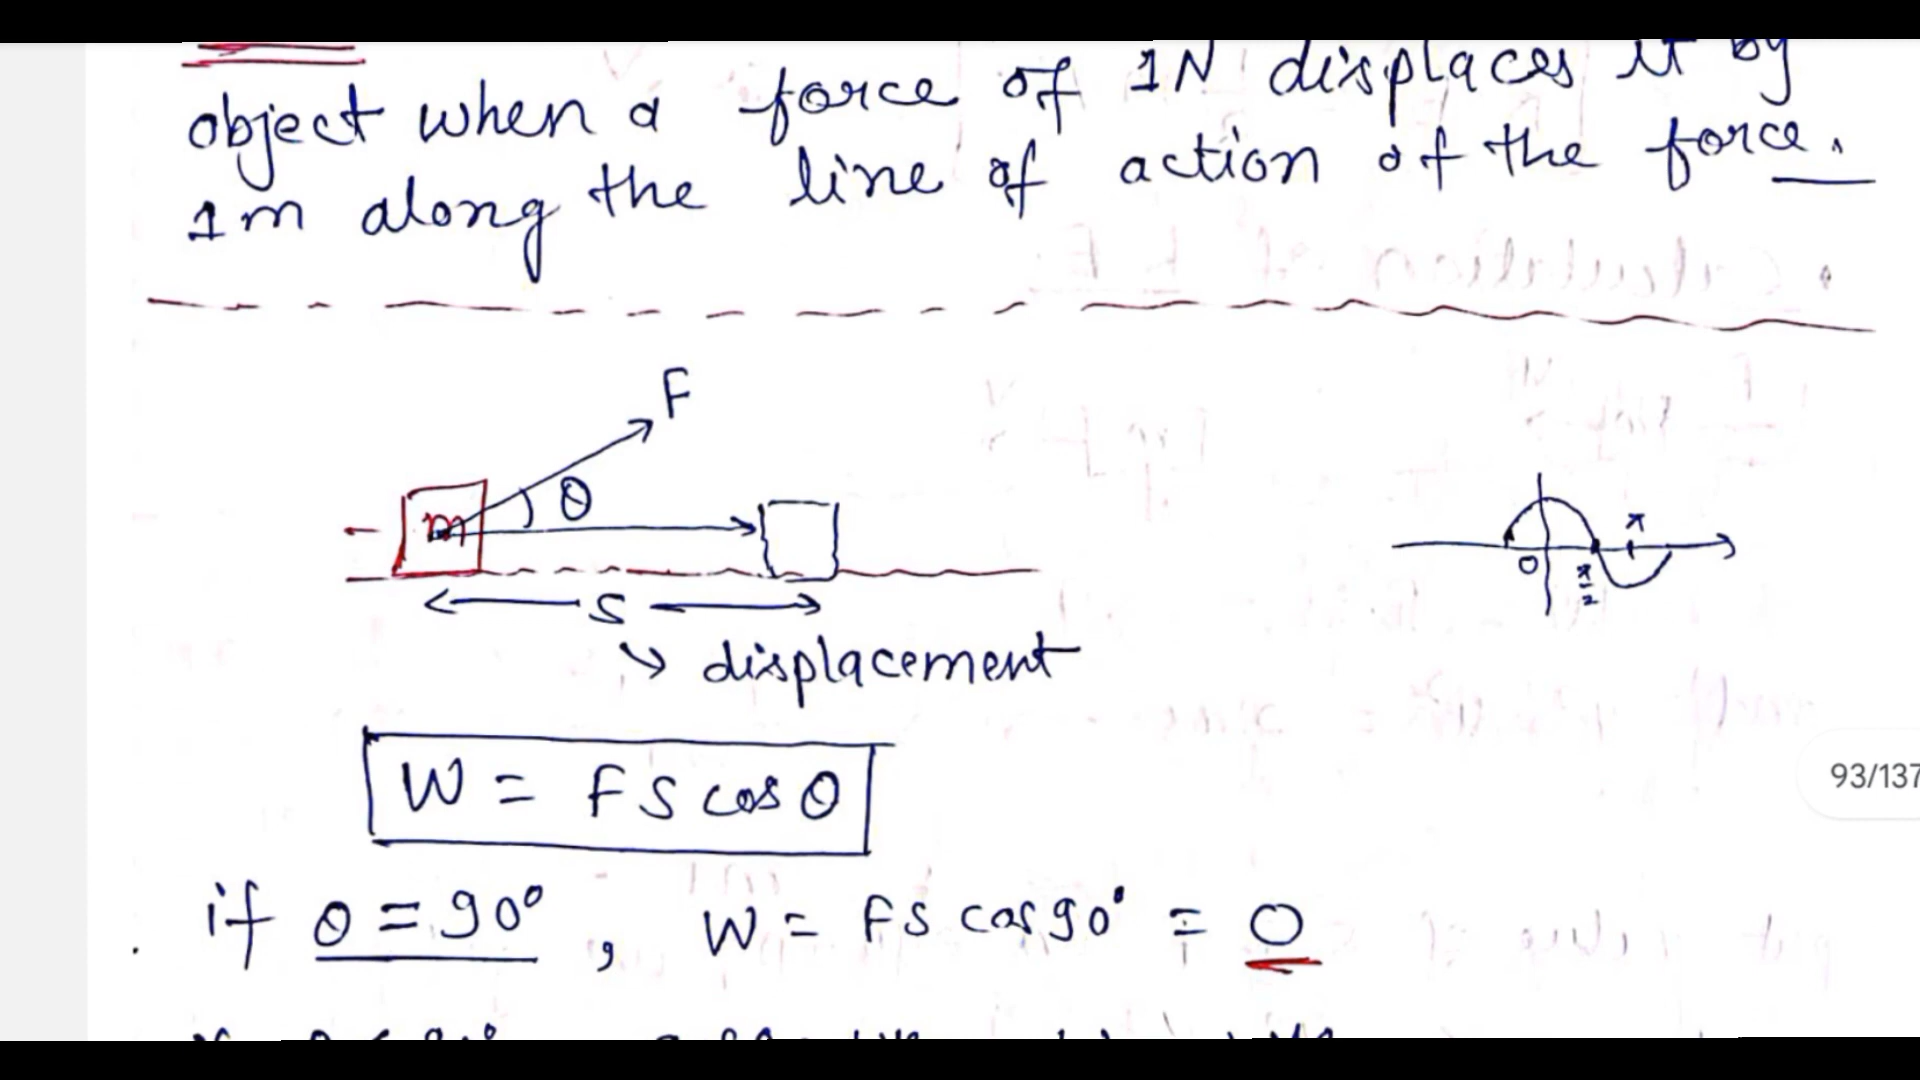 object when a force of 1N displaces it by
1m along the line of action of the force.
F
m
θ
S
displacement
0
π/2
π
W = FS cos θ
93/137
if θ = 90°, W = FS cos 90° = 0